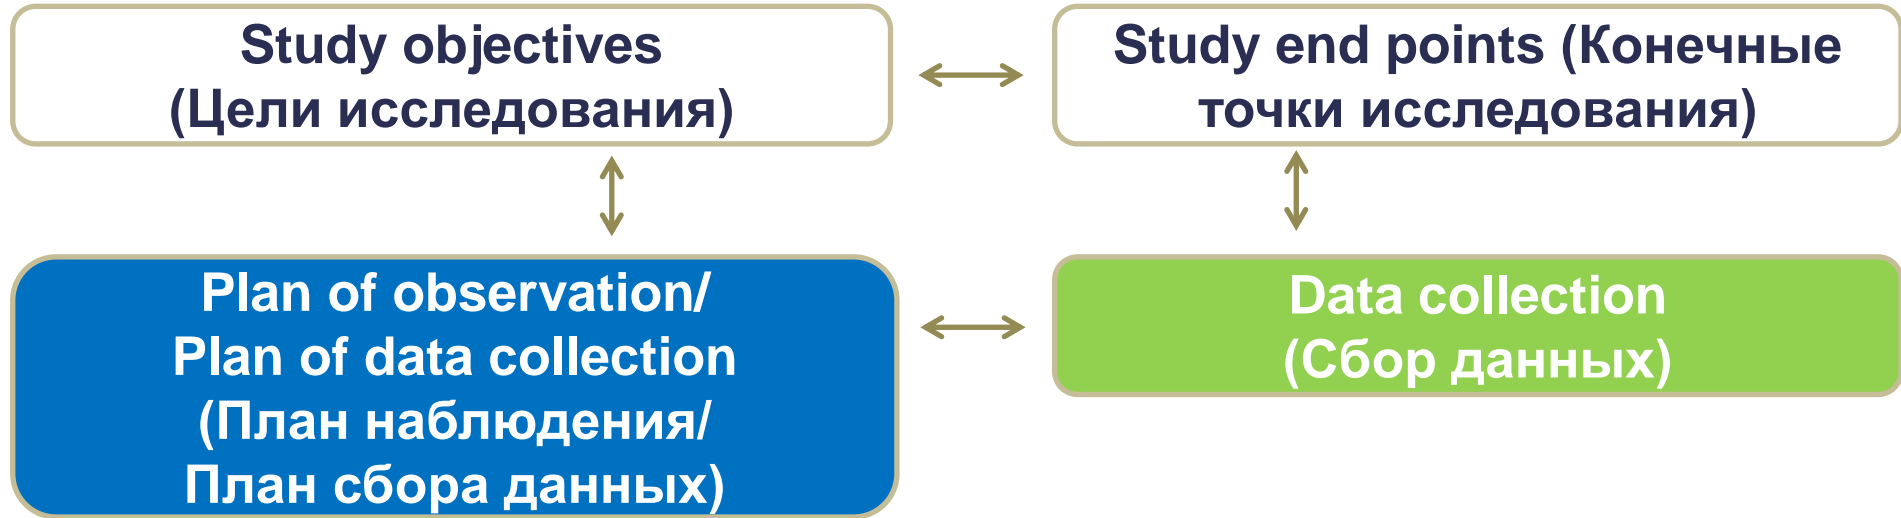 Study objectives
(Цели исследования)
Study end points (Конечные
точки исследования)
Plan of observation/
Plan of data collection
(План наблюдения/
План сбора данных)
Data collection
(Сбор данных)